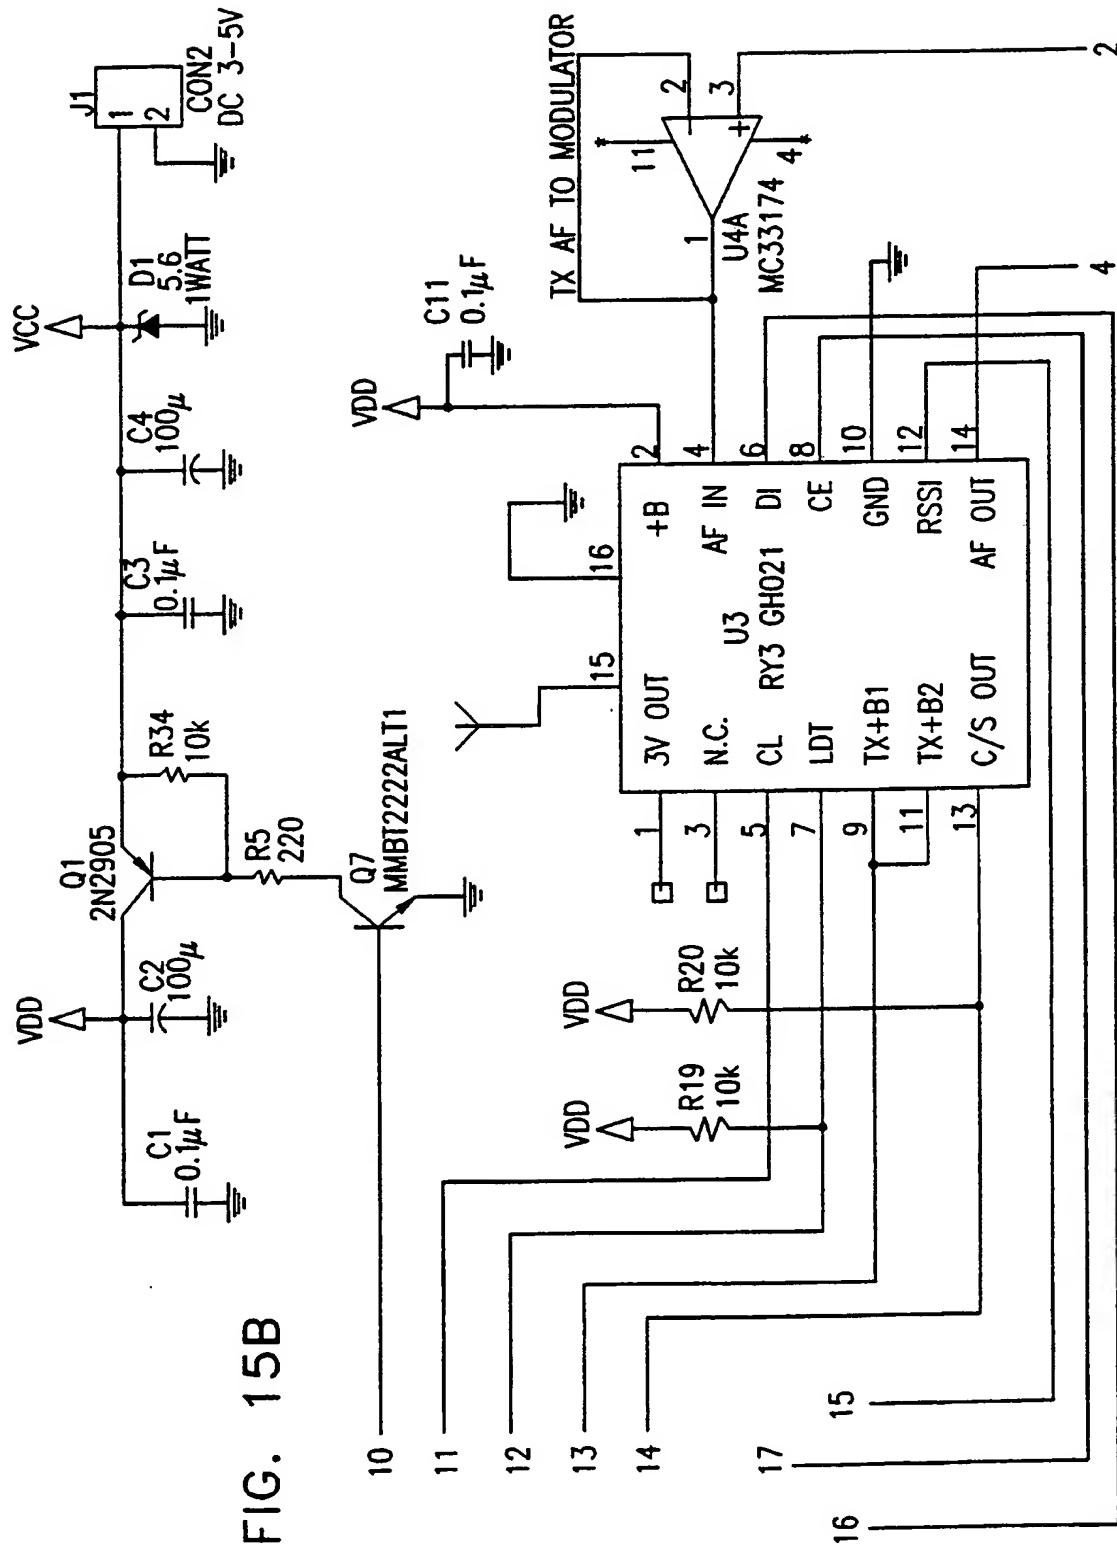 FIG. 15B
VDD
C1
0.1μF
C2
100μ
Q1
2N2905
R34
10k
R5
220
Q7
MMBT2222ALT1
C3
0.1μF
C4
100μ
VCC
D1
5.6
1WATT
J1
1
2
CON2
DC 3-5V
VDD
C11
0.1μF
TX AF TO MODULATOR
2
3
11
4
1
U4A
MC33174
VDD
R19
10k
VDD
R20
10k
15
16
1
3
5
7
9
11
13
3V OUT
N.C.
CL
LDT
TX+B1
TX+B2
C/S OUT
U3
RY3 GH021
+B
AF IN
DI
CE
GND
RSSI
AF OUT
2
4
6
8
10
12
14
10
11
12
13
14
15
17
16
2
4